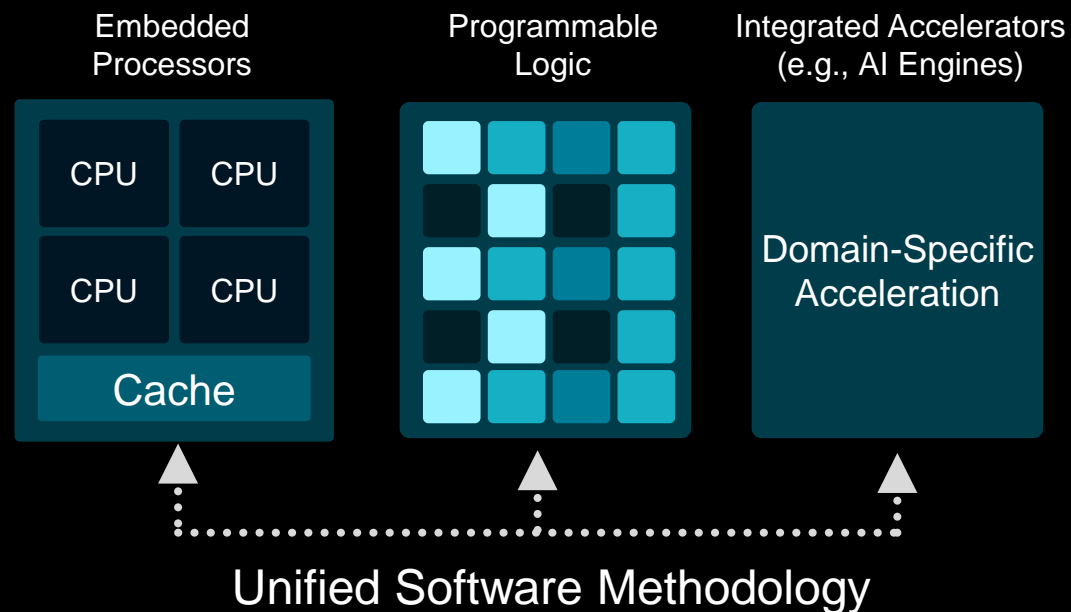 Embedded
Processors
Programmable
Logic
Integrated Accelerators
(e.g., AI Engines)
CPU
CPU
CPU
CPU
Cache
Domain-Specific
Acceleration
Unified Software Methodology